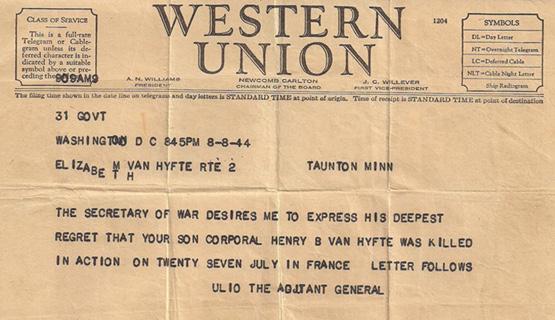 CLASS OF SERVICE
This is a full-rate
Telegram or Cable-
gram unless its de-
ferred character is in-
dicated by a suitable
symbol above or pre-
ceding the address.
909AM9
WESTERN
UNION
1204
SYMBOLS
DL=Day Letter
NT=Overnight Telegram
LC=Deferred Cable
NLT=Cable Night Letter
Ship Radiogram
A. N. WILLIAMS
PRESIDENT
NEWCOMB CARLTON
CHAIRMAN OF THE BOARD
J. C. WILLEVER
FIRST VICE-PRESIDENT
The filing time shown in the date line on telegrams and day letters is STANDARD TIME at point of origin. Time of receipt is STANDARD TIME at point of destination
31 GOVT
WASHINGTON D C 845PM 8-8-44
ELIZABETH M VAN HYFTE RTE 2 TAUNTON MINN
THE SECRETARY OF WAR DESIRES ME TO EXPRESS HIS DEEPEST
REGRET THAT YOUR SON CORPORAL HENRY B VAN HYFTE WAS KILLED
IN ACTION ON TWENTY SEVEN JULY IN FRANCE LETTER FOLLOWS
ULIO THE ADJTANT GENERAL